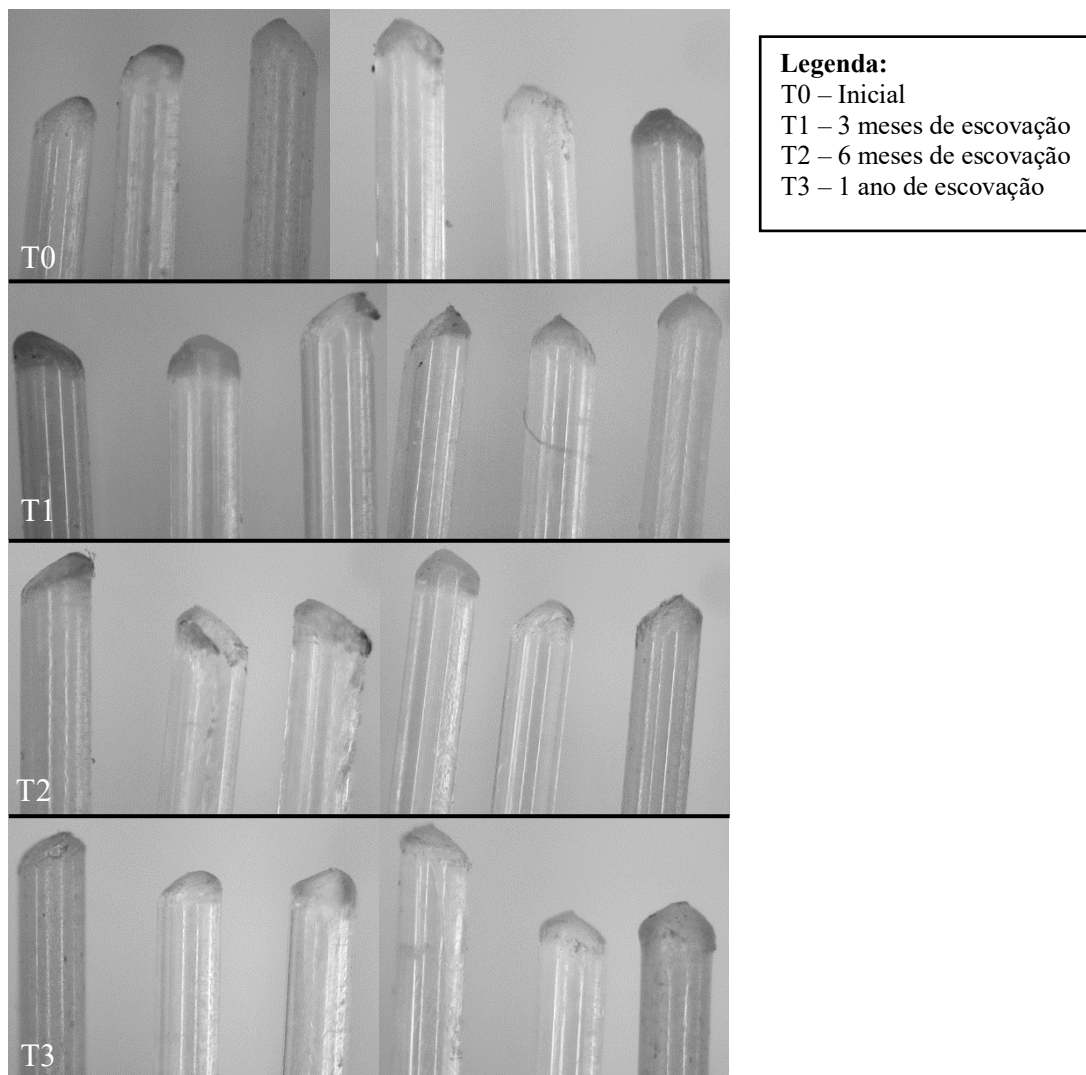 Legenda:
T0 – Inicial
T1 – 3 meses de escovação
T2 – 6 meses de escovação
T3 – 1 ano de escovação
T0
T1
T2
T3